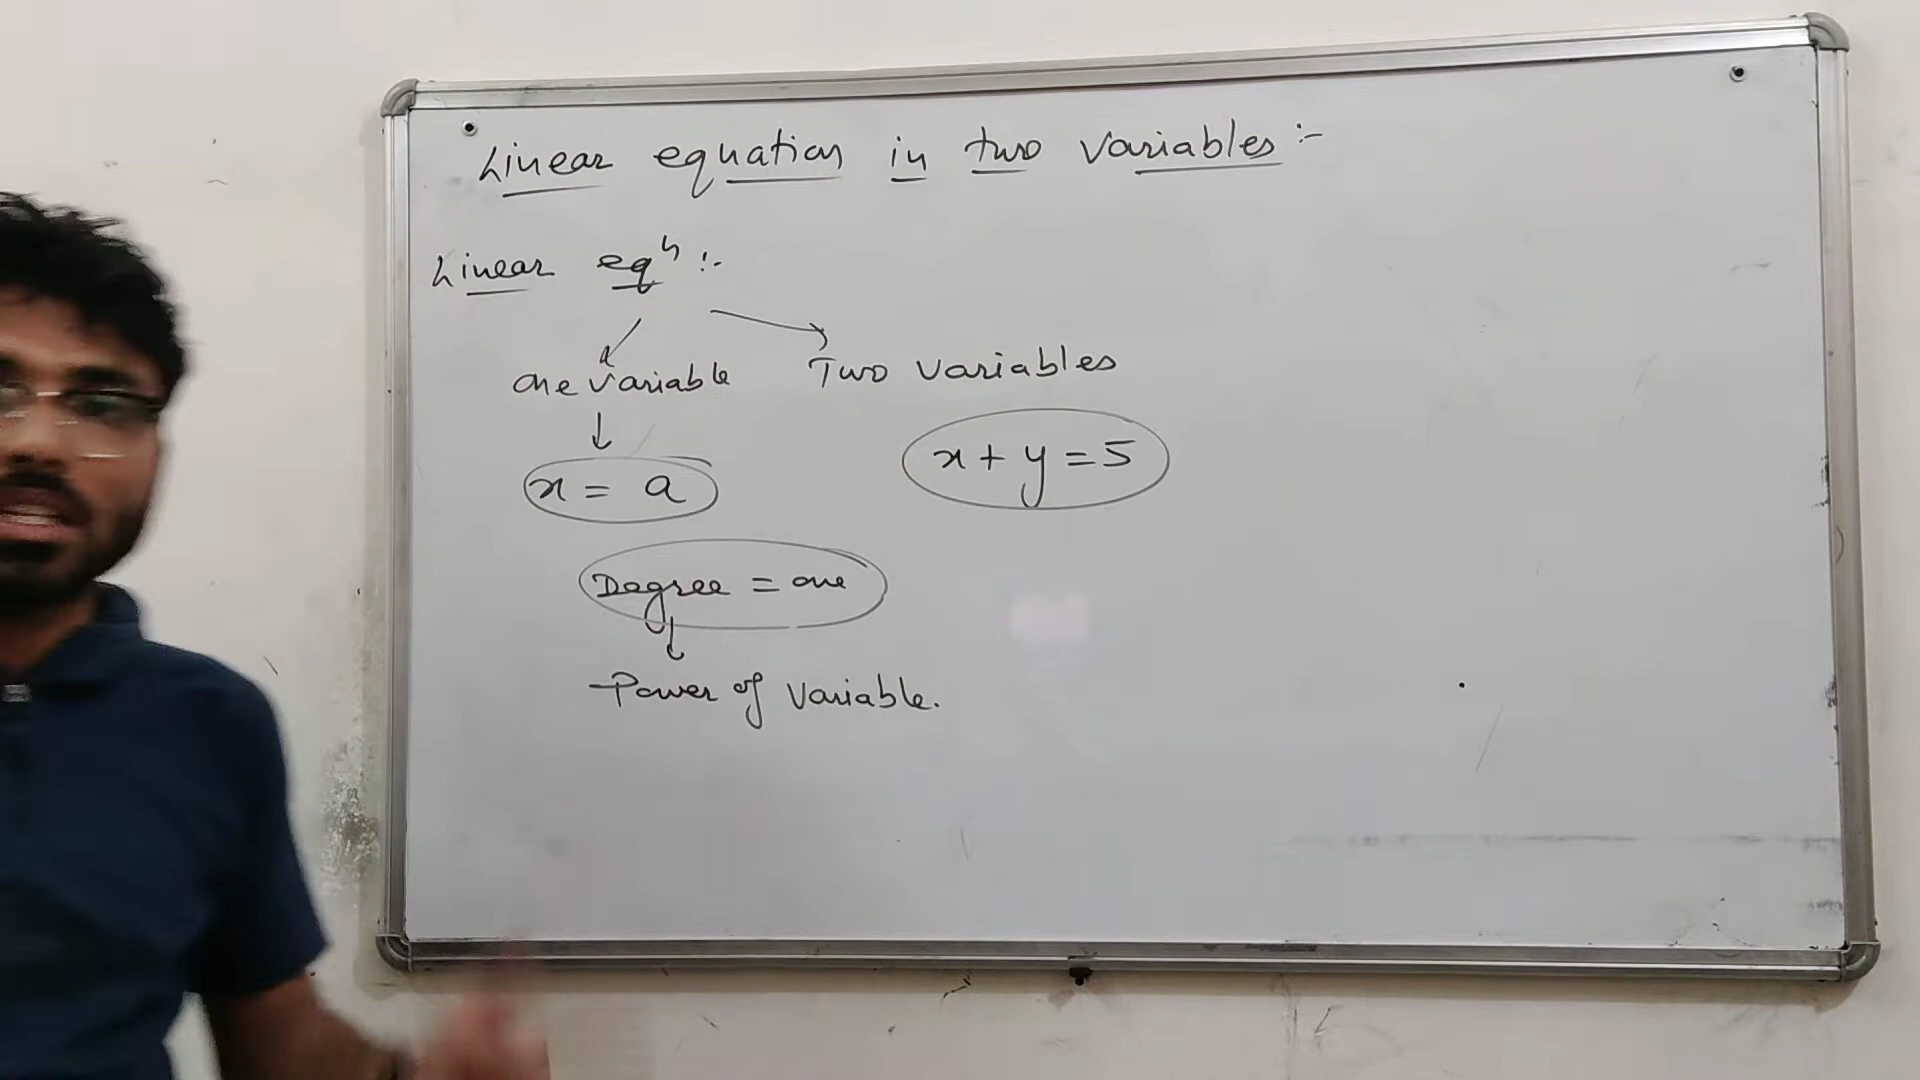 Linear equation in two variables :-
Linear eqⁿ :-
one variable Two variables
x = a x + y = 5
Degree = one
Power of variable.